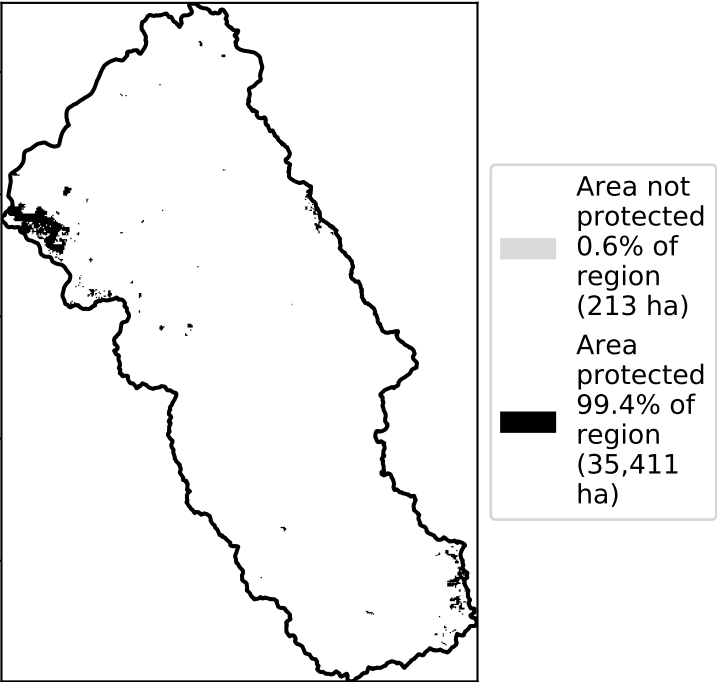 Area not
protected
0.6% of
region
(213 ha)
Area
protected
99.4% of
region
(35,411
ha)